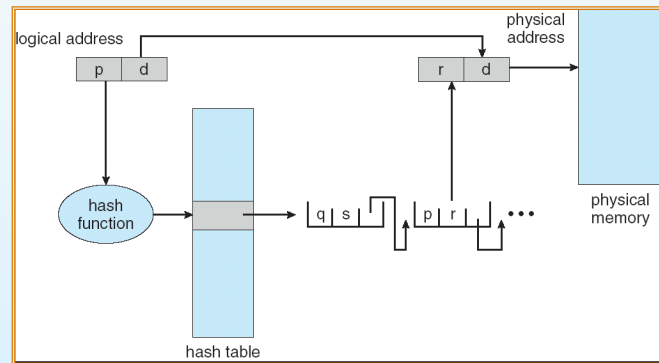 logical address
physical
address
p d
r d
hash
function
q s
p r
•••
physical
memory
hash table